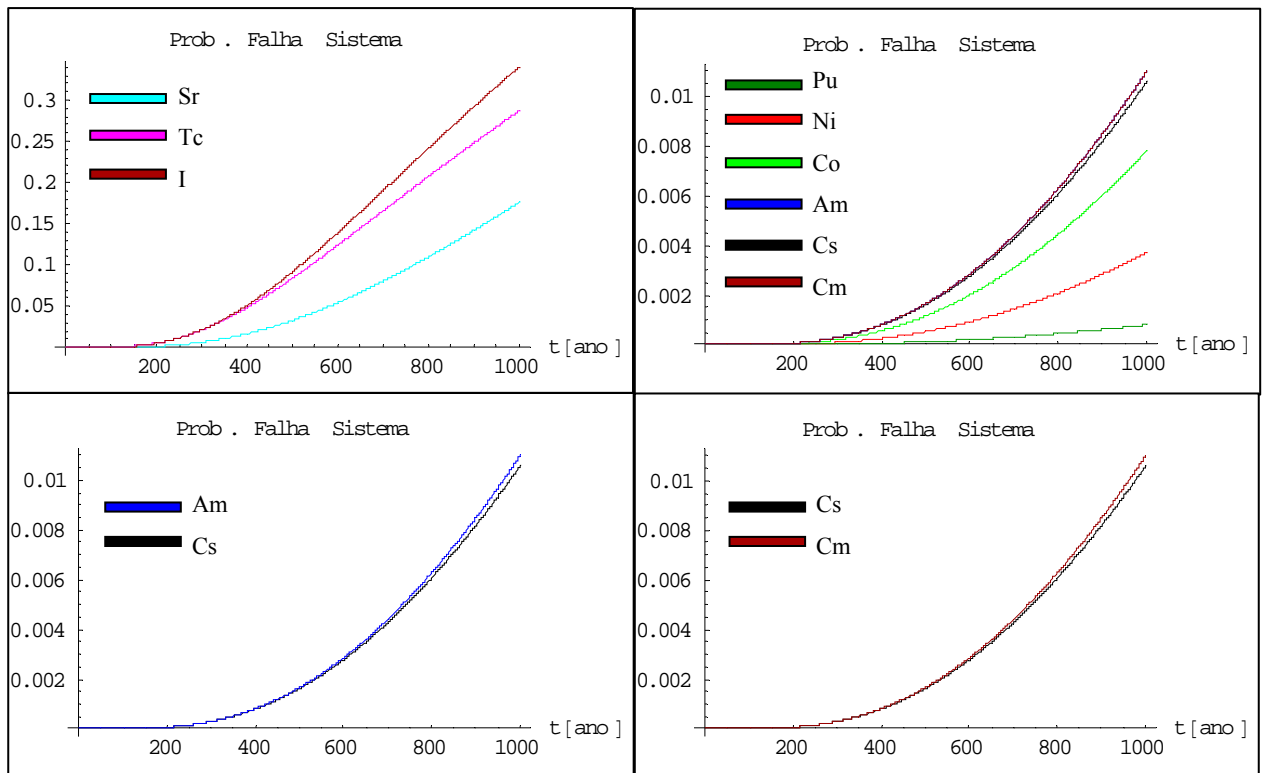 Prob . Falha Sistema
0.3
0.25
0.2
0.15
0.1
0.05
Sr
Tc
I
200 400 600 800 1000
t[ano]
Prob . Falha Sistema
0.01
0.008
0.006
0.004
0.002
Pu
Ni
Co
Am
Cs
Cm
200 400 600 800 1000
t[ano]
Prob . Falha Sistema
0.01
0.008
0.006
0.004
0.002
Am
Cs
200 400 600 800 1000
t[ano]
Prob . Falha Sistema
0.01
0.008
0.006
0.004
0.002
Cs
Cm
200 400 600 800 1000
t[ano]